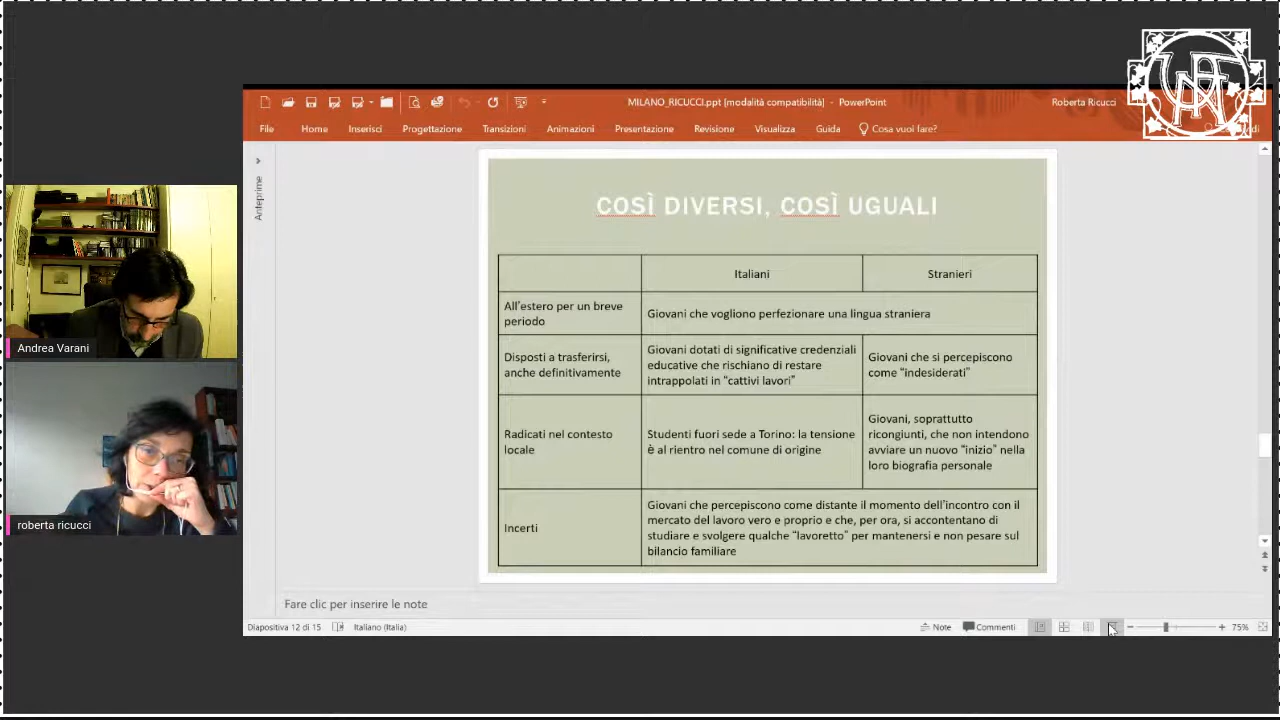 MILANO_RICUCCI.ppt [modalità compatibilità] - PowerPoint
Roberta Ricucci
File
Home
Inserisci
Progettazione
Transizioni
Animazioni
Presentazione
Revisione
Visualizza
Guida
Cosa vuoi fare?
Anteprime
COSÌ DIVERSI, COSÌ UGUALI
Italiani
Stranieri
All'estero per un breve
periodo
Giovani che vogliono perfezionare una lingua straniera
Disposti a trasferirsi,
anche definitivamente
Giovani dotati di significative credenziali
educative che rischiano di restare
intrappolati in “cattivi lavori”
Giovani che si percepiscono
come “indesiderati”
Radicati nel contesto
locale
Studenti fuori sede a Torino: la tensione
è al rientro nel comune di origine
Giovani, soprattutto
ricongiunti, che non intendono
avviare un nuovo “inizio” nella
loro biografia personale
Incerti
Giovani che percepiscono come distante il momento dell'incontro con il
mercato del lavoro vero e proprio e che, per ora, si accontentano di
studiare e svolgere qualche “lavoretto” per mantenersi e non pesare sul
bilancio familiare
Andrea Varani
roberta ricucci
Fare clic per inserire le note
Diapositiva 12 di 15
Italiano (Italia)
Note
Commenti
75%